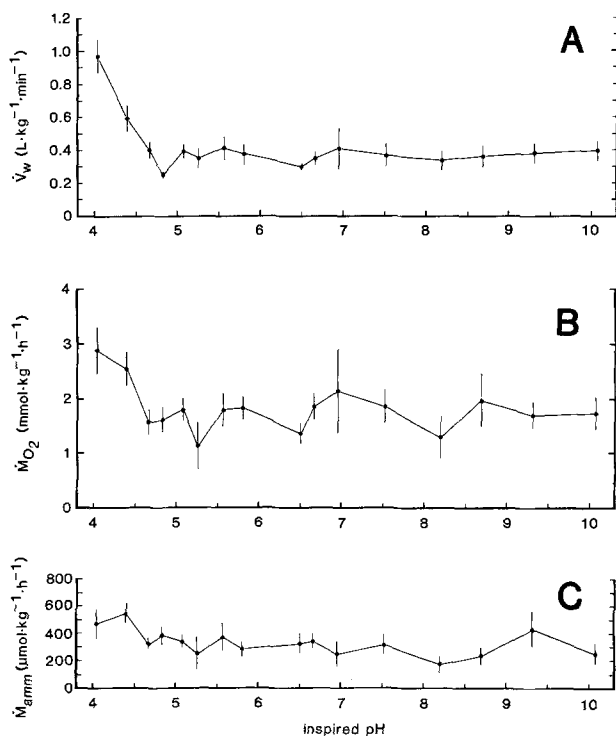 A
V̇w (L·kg⁻¹·min⁻¹)
1.2
1.0
0.8
0.6
0.4
0.2
0
4 5 6 7 8 9 10
inspired pH
B
ṀO₂ (mmol·kg⁻¹·h⁻¹)
4
3
2
1
0
4 5 6 7 8 9 10
C
Ṁamm (µmol·kg⁻¹·h⁻¹)
800
600
400
200
0
4 5 6 7 8 9 10
inspired pH